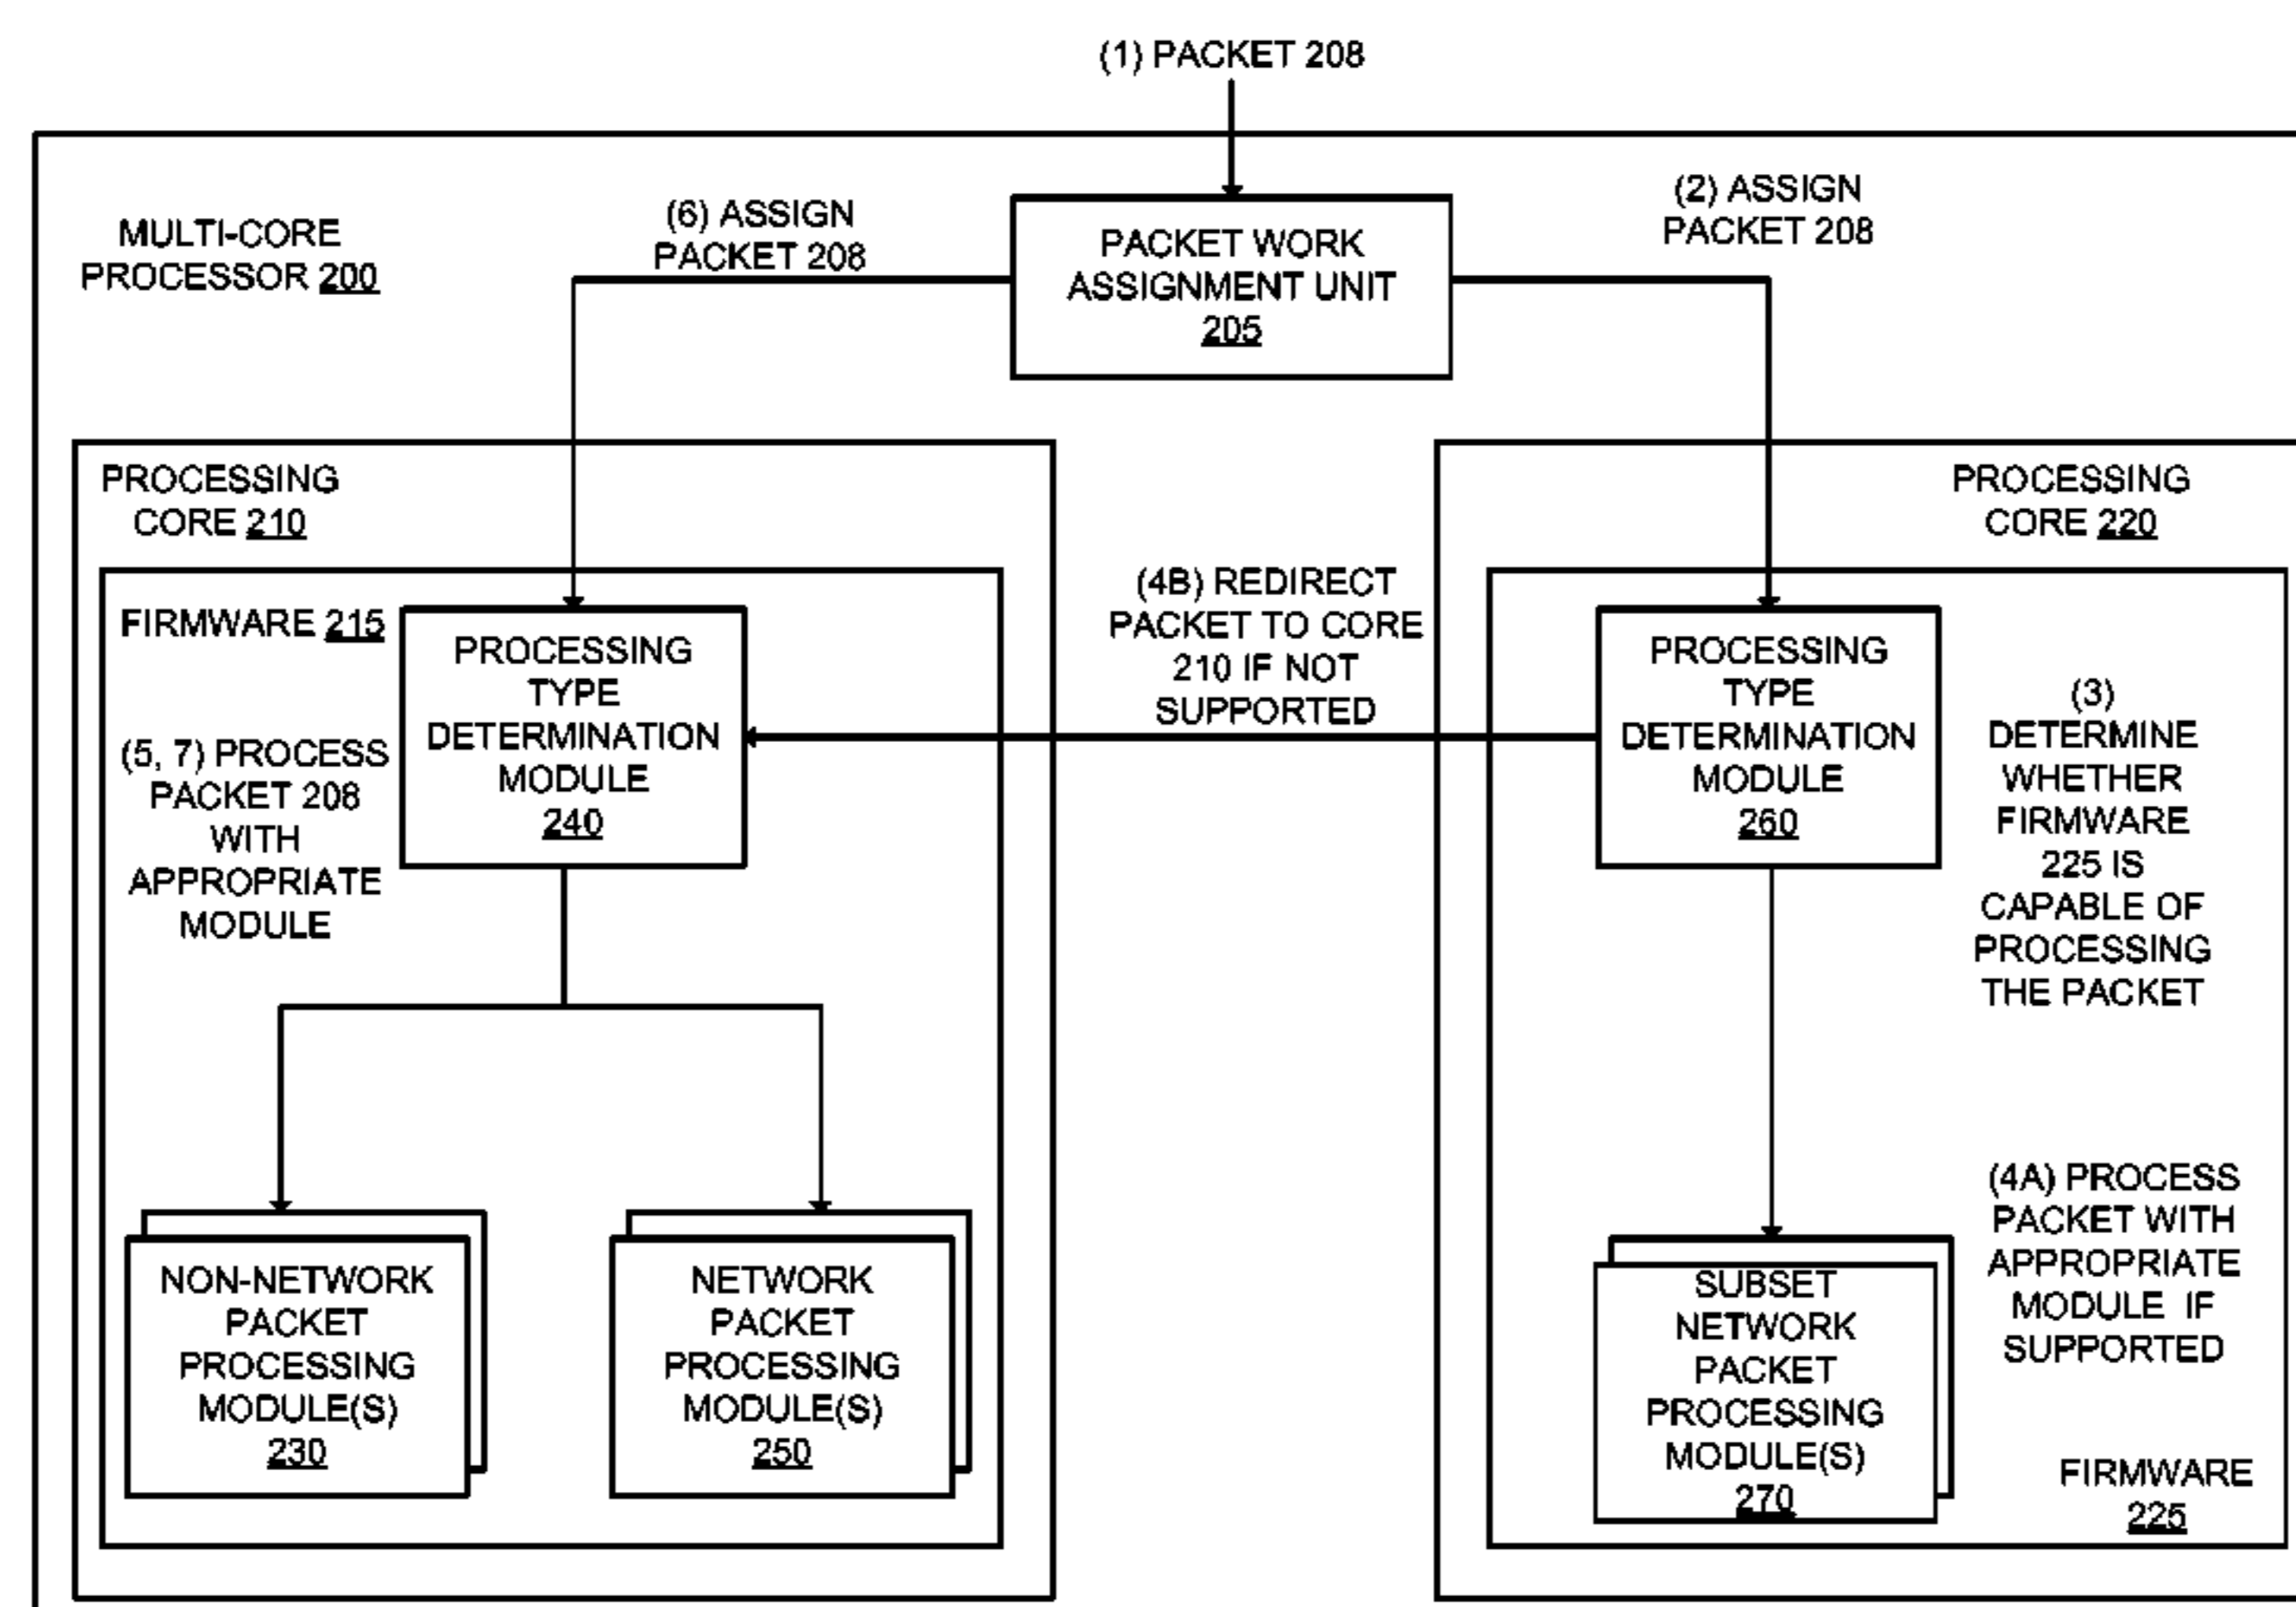 (1) PACKET 208
MULTI-CORE
PROCESSOR 200
(6) ASSIGN
PACKET 208
PACKET WORK
ASSIGNMENT UNIT
205
(2) ASSIGN
PACKET 208
PROCESSING
CORE 210
FIRMWARE 215
PROCESSING
TYPE
DETERMINATION
MODULE
240
(5, 7) PROCESS
PACKET 208
WITH
APPROPRIATE
MODULE
NON-NETWORK
PACKET
PROCESSING
MODULE(S)
230
NETWORK
PACKET
PROCESSING
MODULE(S)
250
(4B) REDIRECT
PACKET TO CORE
210 IF NOT
SUPPORTED
PROCESSING
CORE 220
PROCESSING
TYPE
DETERMINATION
MODULE
260
(3)
DETERMINE
WHETHER
FIRMWARE
225 IS
CAPABLE OF
PROCESSING
THE PACKET
(4A) PROCESS
PACKET WITH
APPROPRIATE
MODULE IF
SUPPORTED
SUBSET
NETWORK
PACKET
PROCESSING
MODULE(S)
270
FIRMWARE
225